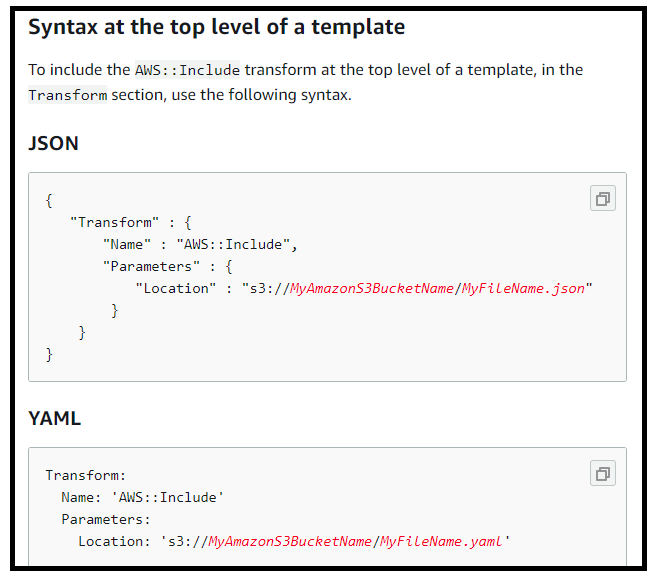 Syntax at the top level of a template
To include the AWS::Include transform at the top level of a template, in the
Transform section, use the following syntax.
JSON
{
   "Transform" : {
       "Name" : "AWS::Include",
       "Parameters" : {
           "Location" : "s3://MyAmazonS3BucketName/MyFileName.json"
        }
    }
}
YAML
Transform:
  Name: 'AWS::Include'
  Parameters:
    Location: 's3://MyAmazonS3BucketName/MyFileName.yaml'